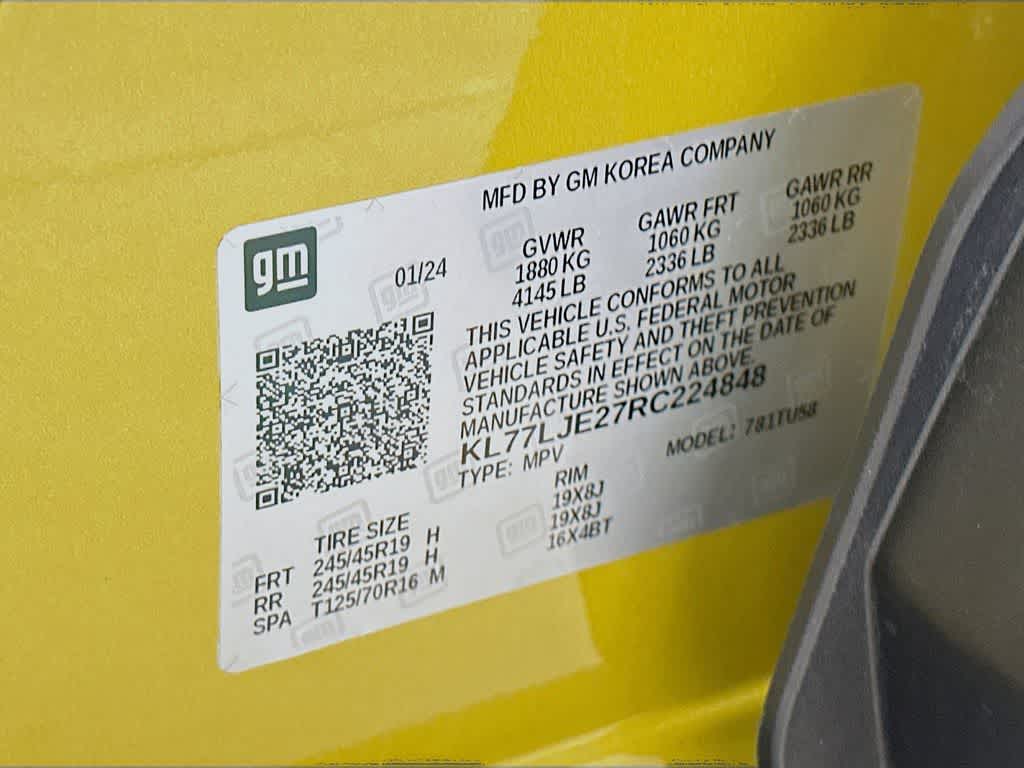 MFD BY GM KOREA COMPANY
gm
01/24
GVWR GAWR FRT GAWR RR
1880 KG 1060 KG 1060 KG
4145 LB 2336 LB 2336 LB
THIS VEHICLE CONFORMS TO ALL
APPLICABLE U.S. FEDERAL MOTOR
VEHICLE SAFETY AND THEFT PREVENTION
STANDARDS IN EFFECT ON THE DATE OF
MANUFACTURE SHOWN ABOVE.
KL77LJE27RC224848
TYPE: MPV MODEL: 781TU58
TIRE SIZE RIM
FRT 245/45R19 H 19X8J
RR 245/45R19 H 19X8J
SPA T125/70R16 M 16X4BT